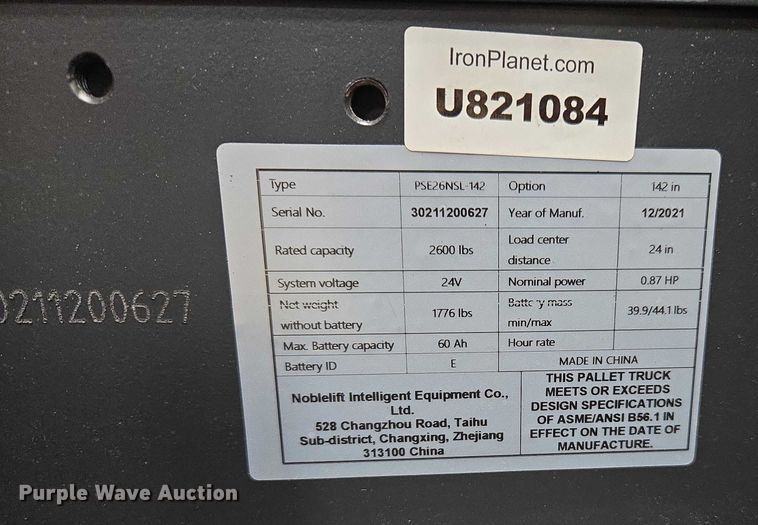 IronPlanet.com
U821084
Type PSE26NSL-142 Option 142 in
Serial No. 30211200627 Year of Manuf. 12/2021
Rated capacity 2600 lbs Load center distance 24 in
System voltage 24V Nominal power 0.87 HP
Net weight without battery 1776 lbs Battery mass min/max 39.9/44.1 lbs
Max. Battery capacity 60 Ah Hour rate
Battery ID E MADE IN CHINA
Noblelift Intelligent Equipment Co.,
Ltd.
528 Changzhou Road, Taihu
Sub-district, Changxing, Zhejiang
313100 China
THIS PALLET TRUCK
MEETS OR EXCEEDS
DESIGN SPECIFICATIONS
OF ASME/ANSI B56.1 IN
EFFECT ON THE DATE OF
MANUFACTURE.
0211200627
Purple Wave Auction